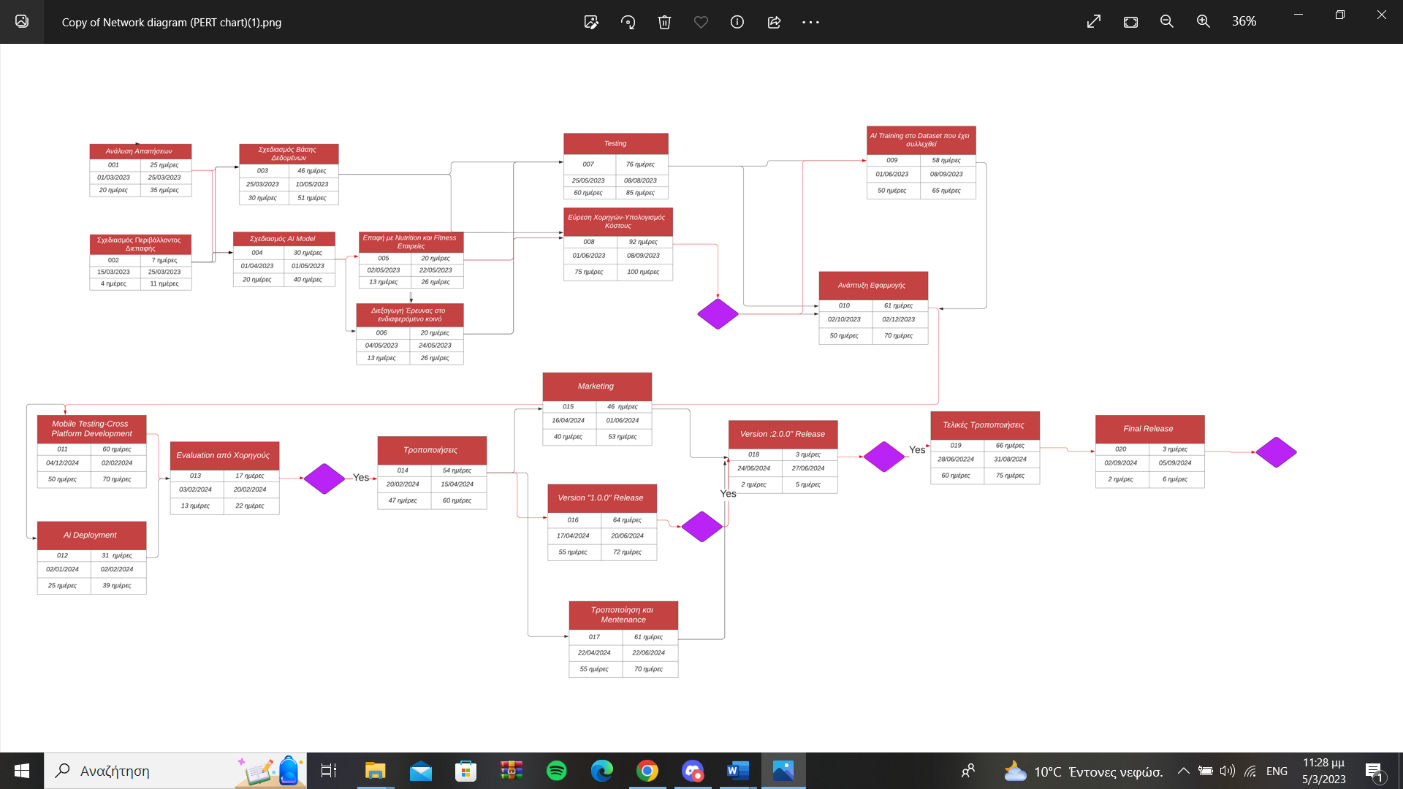 Copy of Network diagram (PERT chart)(1).png
36%
Ανάλυση Απαιτήσεων
001 25 ημέρες
01/03/2023 25/03/2023
20 ημέρες 35 ημέρες
Σχεδιασμός Περιβάλλοντος
Διεπαφής
002 7 ημέρες
15/03/2023 25/03/2023
4 ημέρες 11 ημέρες
Σχεδιασμός Βάσης
Δεδομένων
003 46 ημέρες
25/03/2023 10/05/2023
30 ημέρες 51 ημέρες
Σχεδιασμός AI Model
004 30 ημέρες
01/04/2023 01/05/2023
20 ημέρες 40 ημέρες
Επαφή με Nutrition και Fitness
Εταιρείες
005 20 ημέρες
02/05/2023 22/05/2023
13 ημέρες 26 ημέρες
Διεξαγωγή Έρευνας στο
ενδιαφερόμενο κοινό
006 20 ημέρες
04/05/2023 24/05/2023
13 ημέρες 26 ημέρες
Testing
007 76 ημέρες
25/05/2023 08/08/2023
60 ημέρες 85 ημέρες
Εύρεση Χορηγών-Υπολογισμός
Κόστους
008 92 ημέρες
01/06/2023 08/09/2023
75 ημέρες 100 ημέρες
AI Training στο Dataset που έχει
συλλεχθεί
009 58 ημέρες
01/06/2023 08/09/2023
50 ημέρες 65 ημέρες
Ανάπτυξη Εφαρμογής
010 61 ημέρες
02/10/2023 02/12/2023
50 ημέρες 70 ημέρες
Mobile Testing-Cross
Platform Development
011 60 ημέρες
04/12/2024 02/022024
50 ημέρες 70 ημέρες
AI Deployment
012 31 ημέρες
02/01/2024 02/02/2024
25 ημέρες 39 ημέρες
Evaluation από Χορηγούς
013 17 ημέρες
03/02/2024 20/02/2024
13 ημέρες 22 ημέρες
Yes
Τροποποιήσεις
014 54 ημέρες
20/02/2024 15/04/2024
47 ημέρες 60 ημέρες
Marketing
015 46 ημέρες
16/04/2024 01/06/2024
40 ημέρες 53 ημέρες
Version "1.0.0" Release
016 64 ημέρες
17/04/2024 20/06/2024
55 ημέρες 72 ημέρες
Τροποποίηση και
Mentenance
017 61 ημέρες
22/04/2024 22/06/2024
55 ημέρες 70 ημέρες
Yes
Version :2.0.0" Release
018 3 ημέρες
24/06/2024 27/06/2024
2 ημέρες 5 ημέρες
Yes
Τελικές Τροποποιήσεις
019 66 ημέρες
28/06/20224 31/08/2024
60 ημέρες 75 ημέρες
Final Release
020 3 ημέρες
02/09/2024 05/09/2024
2 ημέρες 6 ημέρες
Αναζήτηση
10°C Έντονες νεφώσ.
ENG
11:28 μμ
5/3/2023
1